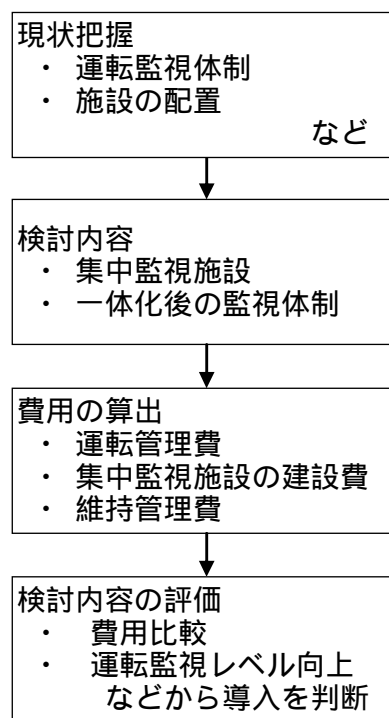 現状把握
・ 運転監視体制
・ 施設の配置
など
検討内容
・ 集中監視施設
・ 一体化後の監視体制
費用の算出
・ 運転管理費
・ 集中監視施設の建設費
・ 維持管理費
検討内容の評価
・ 費用比較
・ 運転監視レベル向上
などから導入を判断